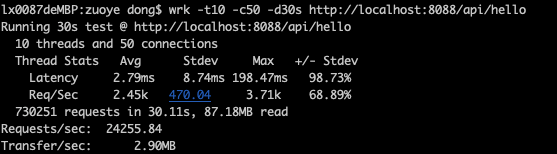 lx0087deMBP:zuoye dong$ wrk -t10 -c50 -d30s http://localhost:8088/api/hello
Running 30s test @ http://localhost:8088/api/hello
  10 threads and 50 connections
  Thread Stats   Avg      Stdev     Max   +/- Stdev
    Latency     2.79ms    8.74ms 198.47ms   98.73%
    Req/Sec     2.45k   470.04     3.71k    68.89%
  730251 requests in 30.11s, 87.18MB read
Requests/sec:  24255.84
Transfer/sec:      2.90MB